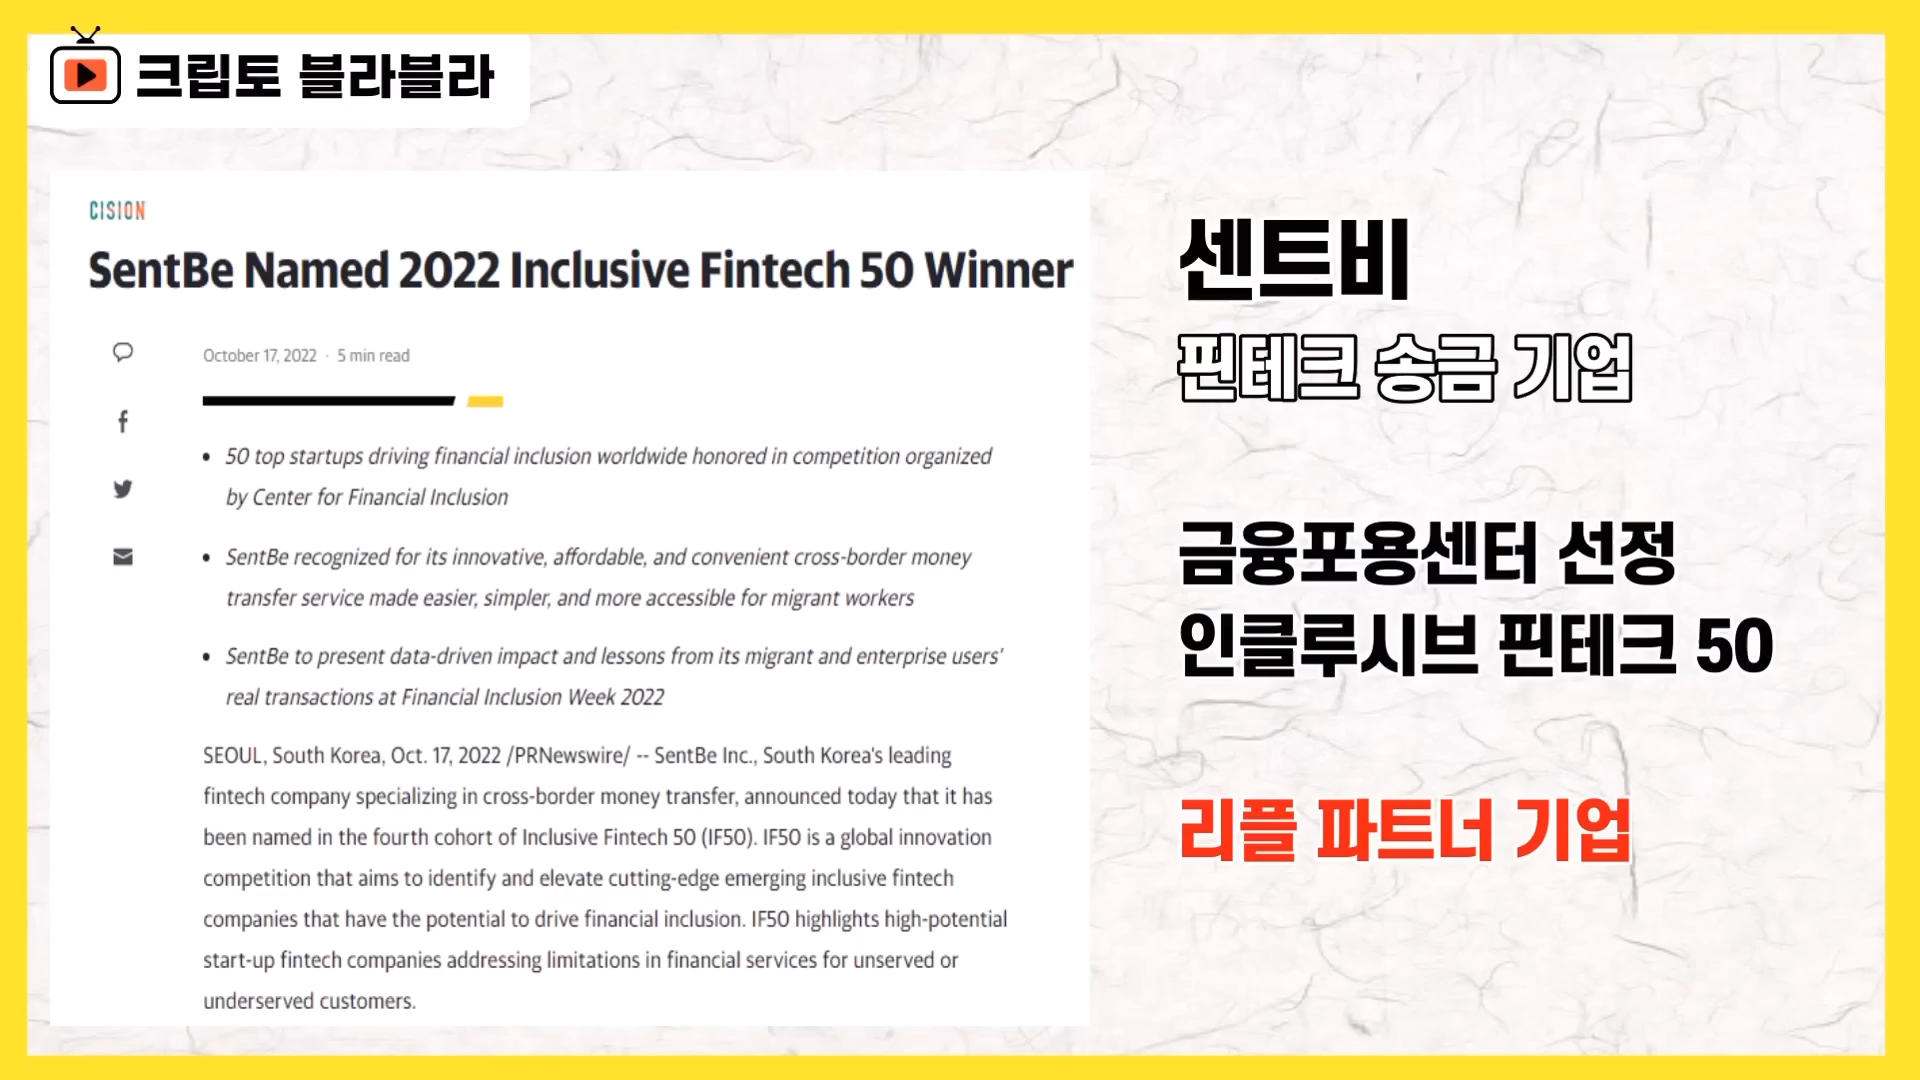 크립토 블라블라
CISION
SentBe Named 2022 Inclusive Fintech 50 Winner
October 17, 2022 · 5 min read
• 50 top startups driving financial inclusion worldwide honored in competition organized
by Center for Financial Inclusion
• SentBe recognized for its innovative, affordable, and convenient cross-border money
transfer service made easier, simpler, and more accessible for migrant workers
• SentBe to present data-driven impact and lessons from its migrant and enterprise users'
real transactions at Financial Inclusion Week 2022
SEOUL, South Korea, Oct. 17, 2022 /PRNewswire/ -- SentBe Inc., South Korea's leading
fintech company specializing in cross-border money transfer, announced today that it has
been named in the fourth cohort of Inclusive Fintech 50 (IF50). IF50 is a global innovation
competition that aims to identify and elevate cutting-edge emerging inclusive fintech
companies that have the potential to drive financial inclusion. IF50 highlights high-potential
start-up fintech companies addressing limitations in financial services for unserved or
underserved customers.
센트비
핀테크 송금 기업
금융포용센터 선정
인클루시브 핀테크 50
리플 파트너 기업